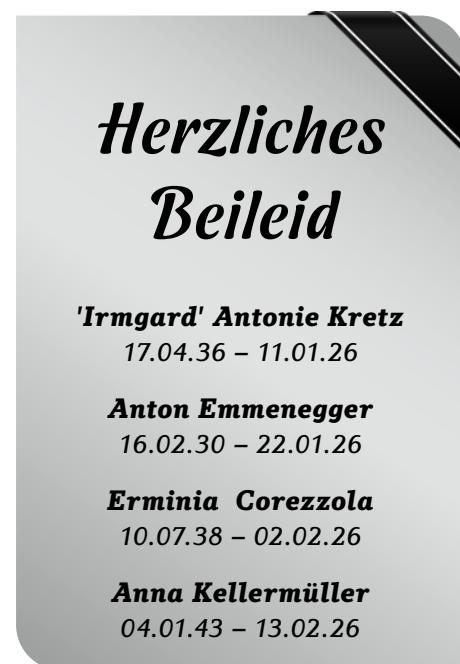 Herzliches
Beileid
'Irmgard' Antonie Kretz
17.04.36 – 11.01.26
Anton Emmenegger
16.02.30 – 22.01.26
Erminia  Corezzola
10.07.38 – 02.02.26
Anna Kellermüller
04.01.43 – 13.02.26